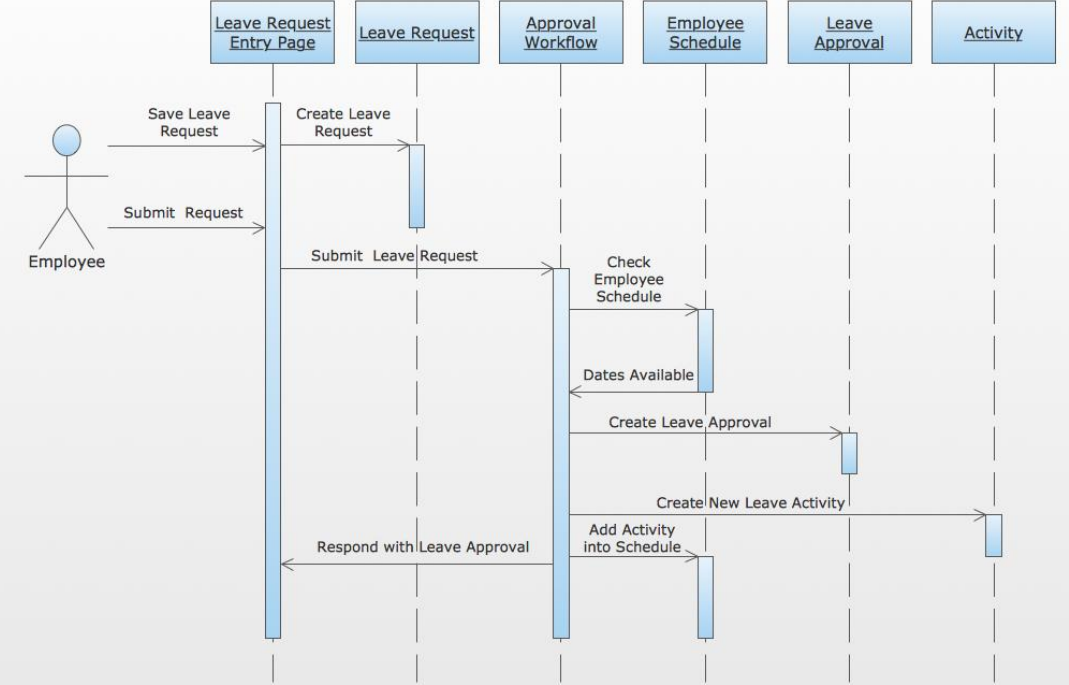 Leave Request
Entry Page
Leave Request
Approval
Workflow
Employee
Schedule
Leave
Approval
Activity
Save Leave
Request
Create Leave
Request
Submit Request
Employee
Submit Leave Request
Check
Employee
Schedule
Dates Available
Create Leave Approval
Create New Leave Activity
Add Activity
into Schedule
Respond with Leave Approval